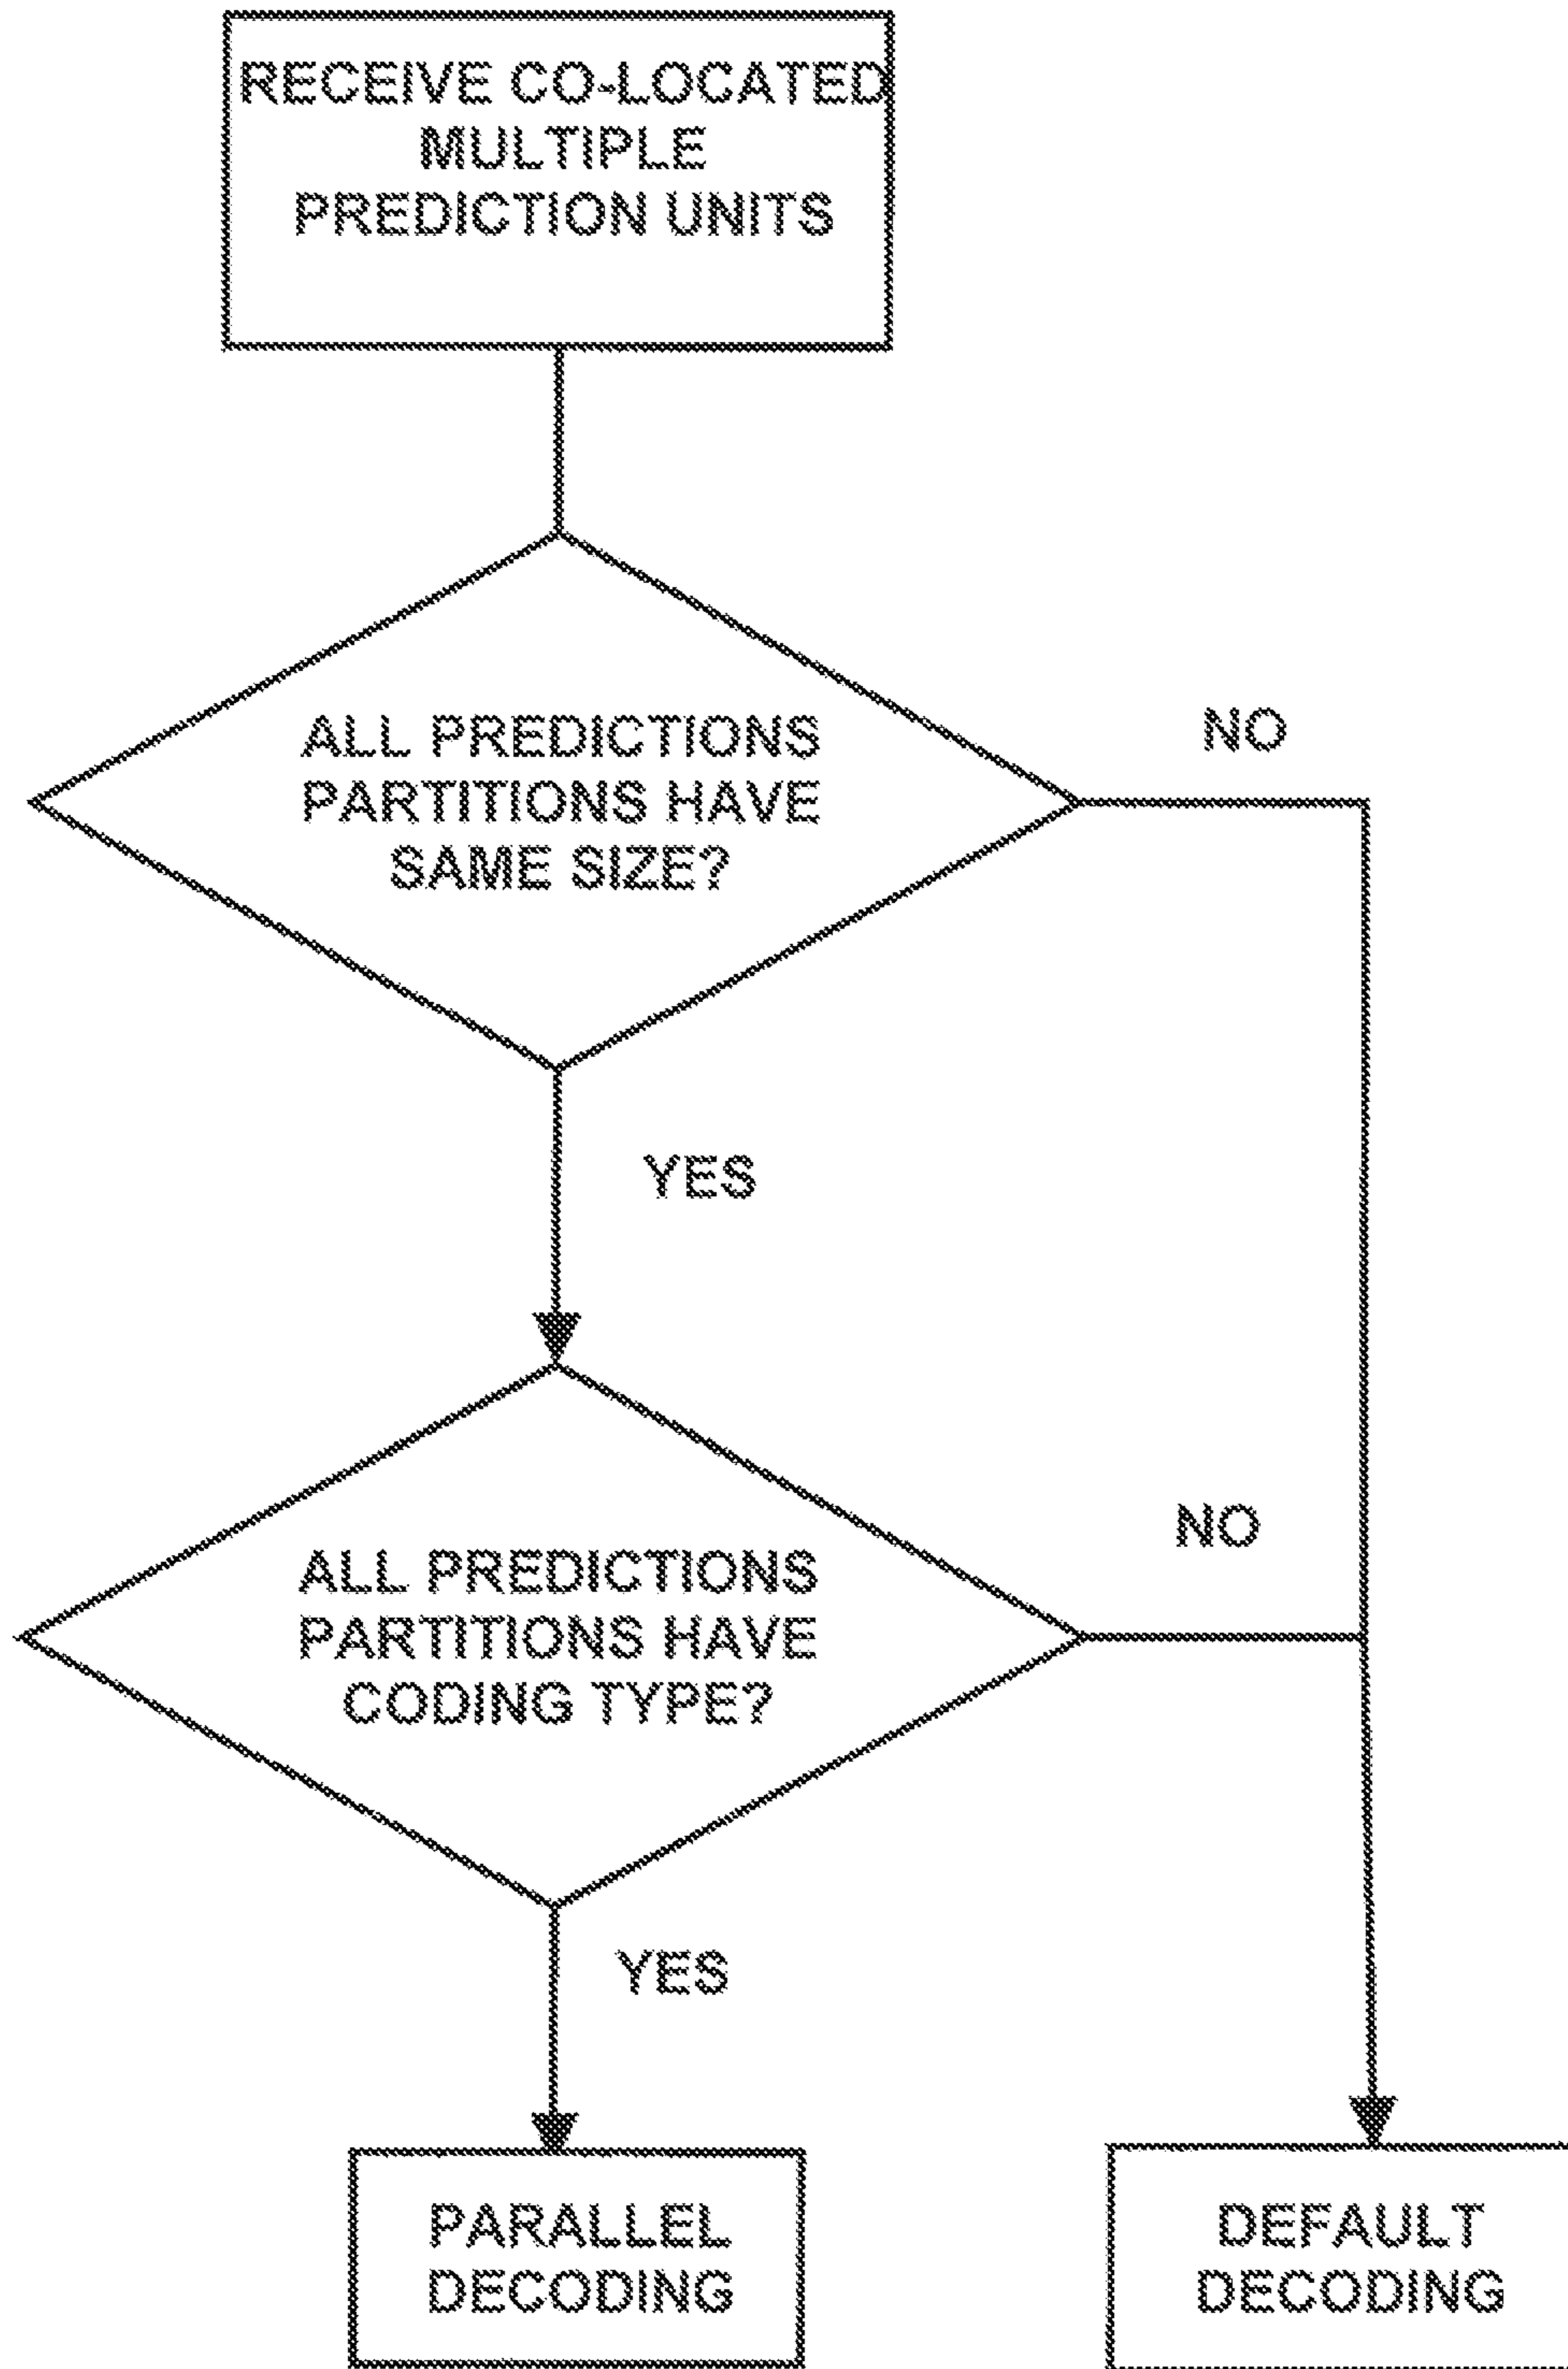 RECEIVE CO-LOCATED
MULTIPLE
PREDICTION UNITS
ALL PREDICTIONS
PARTITIONS HAVE
SAME SIZE?
NO
YES
ALL PREDICTIONS
PARTITIONS HAVE
CODING TYPE?
NO
YES
PARALLEL
DECODING
DEFAULT
DECODING